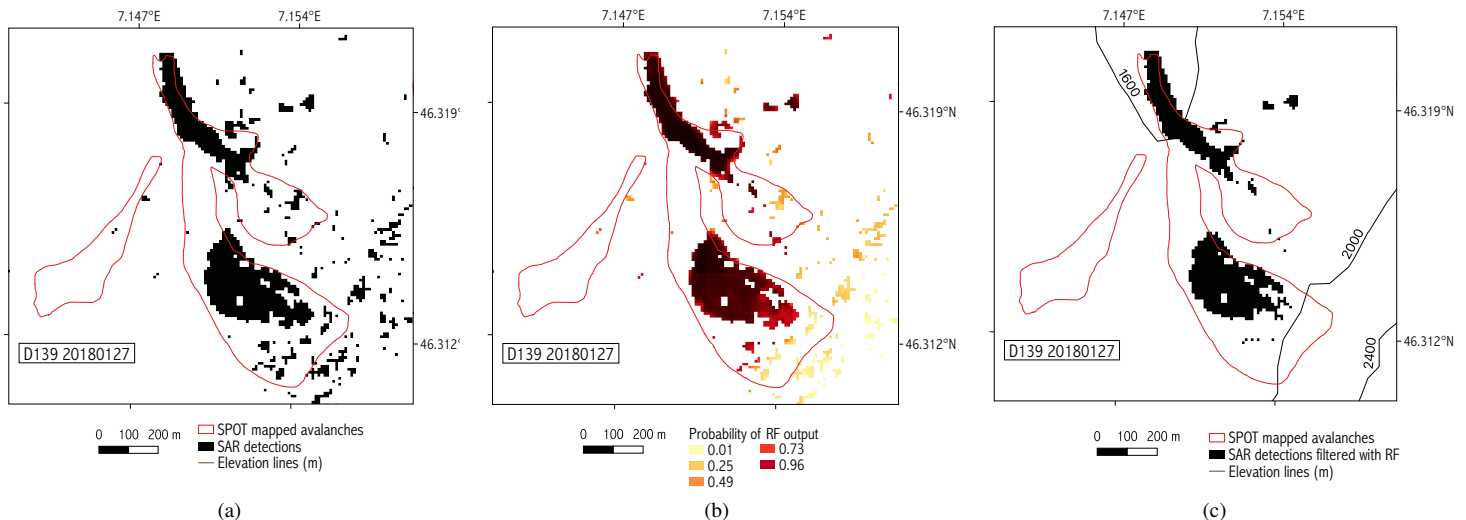 7.147°E 7.154°E
46.319°N
46.312°N
D139 20180127
0 100 200 m
SPOT mapped avalanches
SAR detections
Elevation lines (m)
(a)
7.147°E 7.154°E
46.319°N
46.312°N
D139 20180127
0 100 200 m
Probability of RF output
0.01 0.73
0.25 0.96
0.49
(b)
7.147°E 7.154°E
1600
46.319°N
2000
46.312°N
2400
D139 20180127
0 100 200 m
SPOT mapped avalanches
SAR detections filtered with RF
Elevation lines (m)
(c)